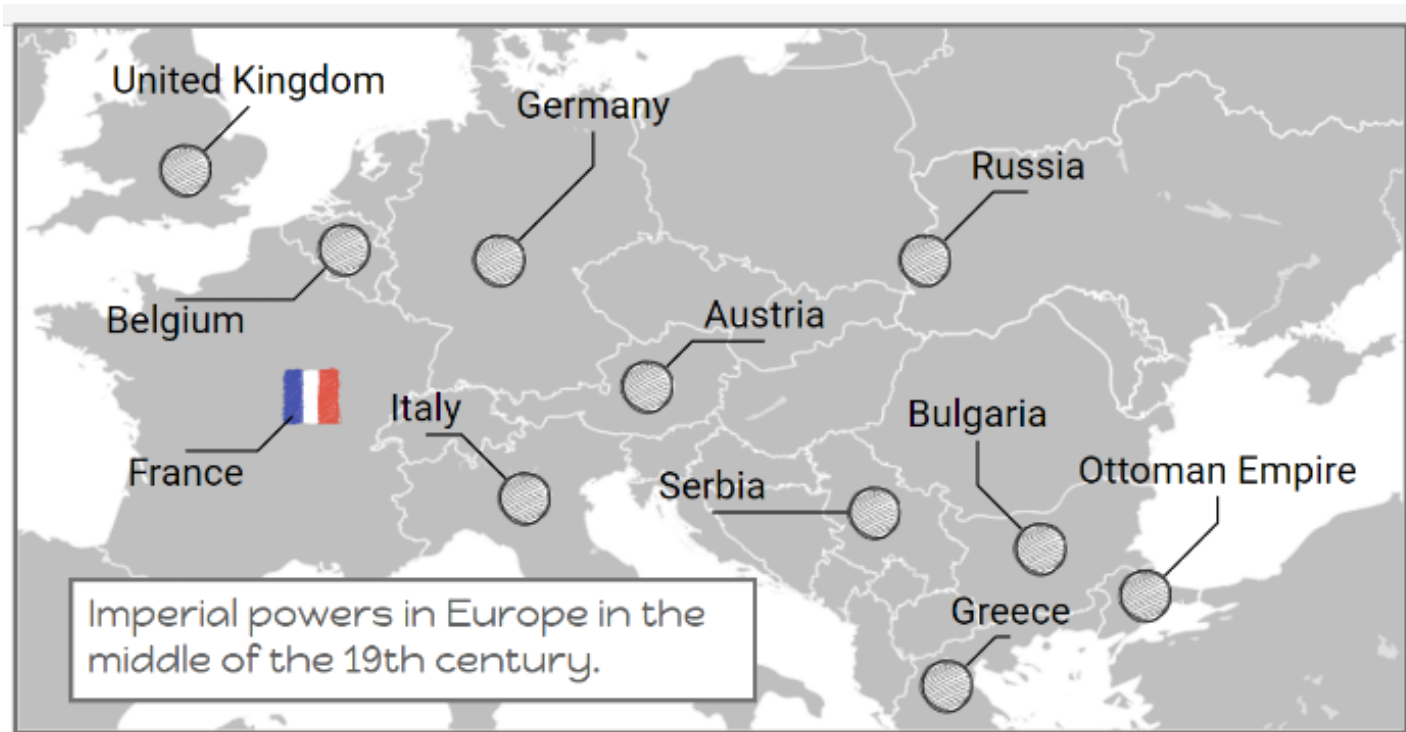 United Kingdom
Germany
Russia
Belgium
Austria
Italy
Bulgaria
France
Serbia
Ottoman Empire
Greece
Imperial powers in Europe in the
middle of the 19th century.